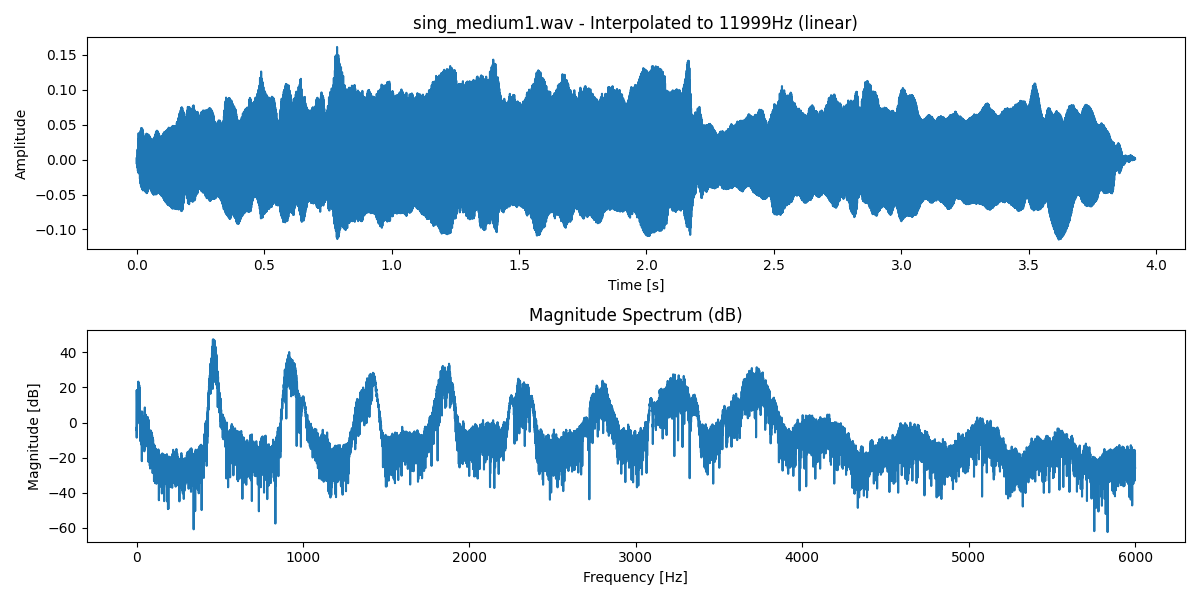 sing_medium1.wav - Interpolated to 11999Hz (linear)
0.15
0.10
0.05
0.00
−0.05
−0.10
Amplitude
0.0 0.5 1.0 1.5 2.0 2.5 3.0 3.5 4.0
Time [s]
Magnitude Spectrum (dB)
40
20
0
−20
−40
−60
Magnitude [dB]
0 1000 2000 3000 4000 5000 6000
Frequency [Hz]